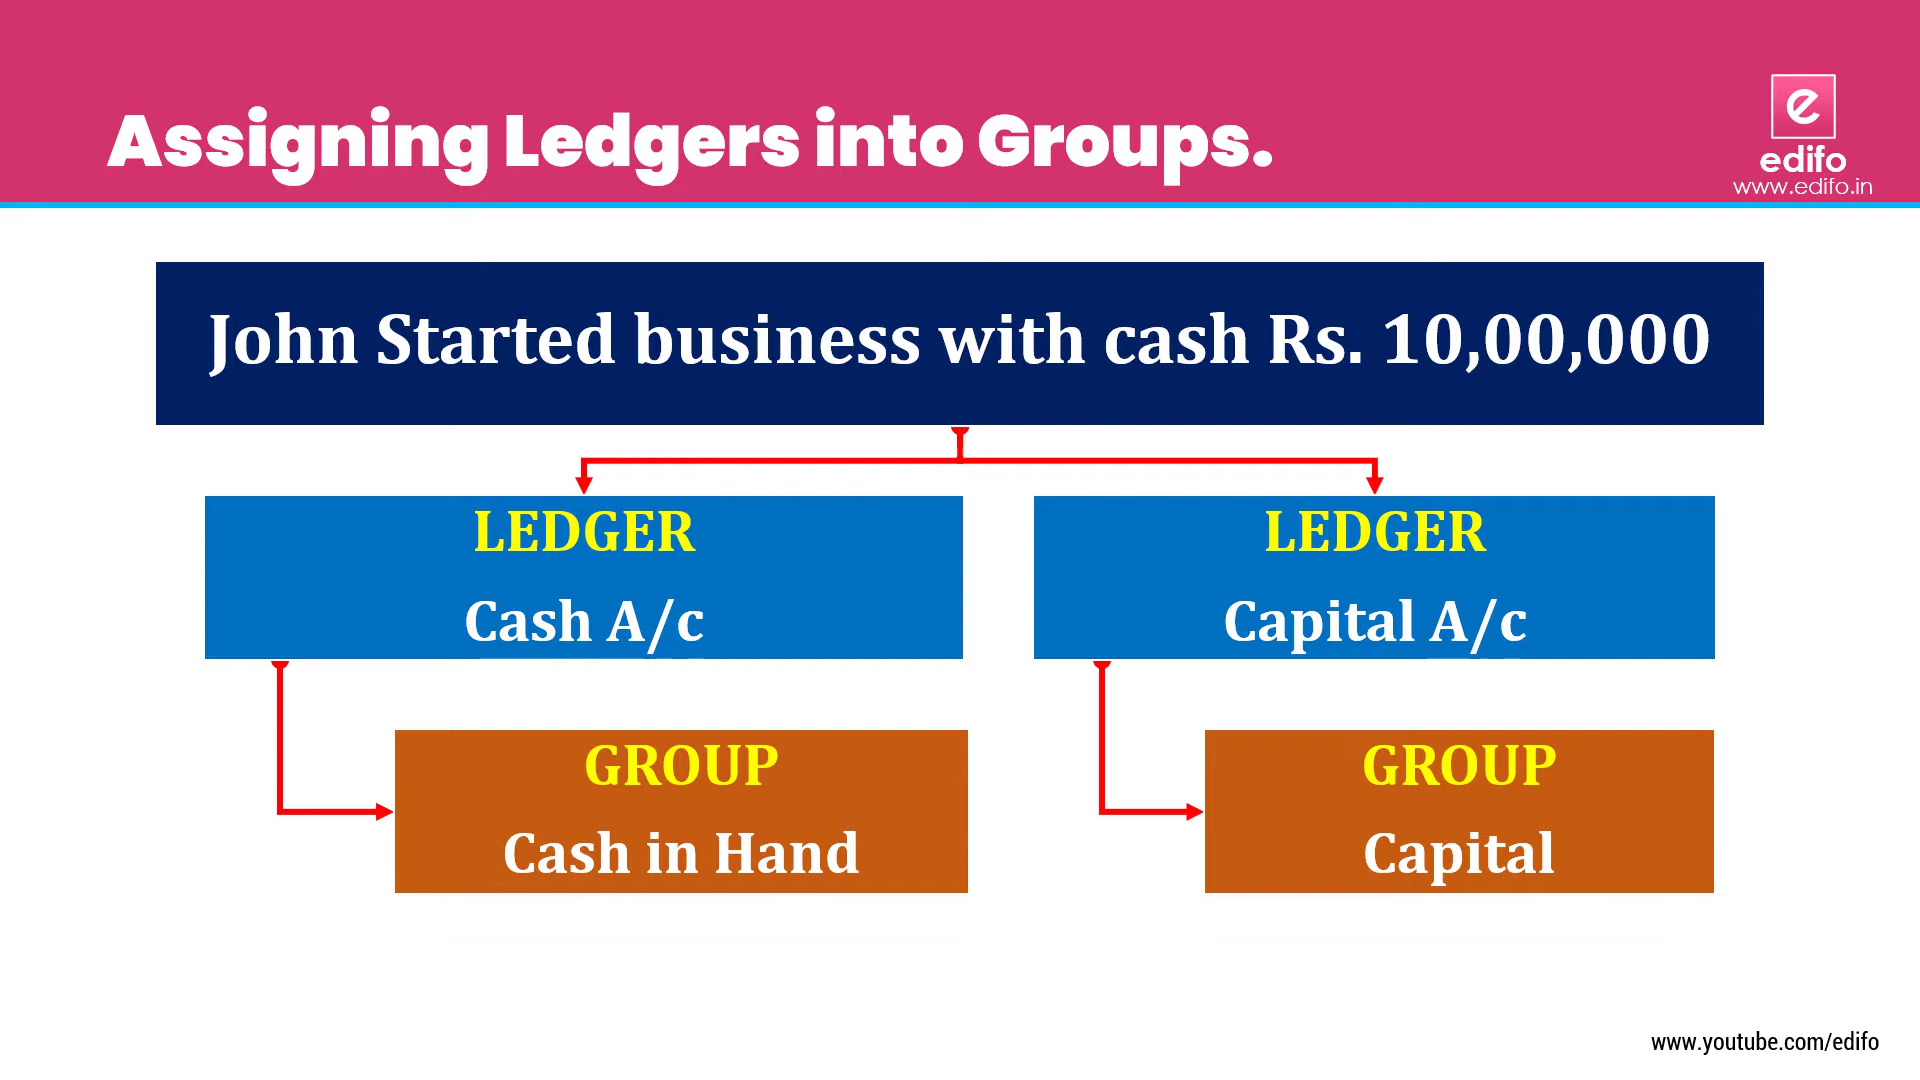 Assigning Ledgers into Groups.
e
edifo
www.edifo.in
John Started business with cash Rs. 10,00,000
LEDGER
Cash A/c
LEDGER
Capital A/c
GROUP
Cash in Hand
GROUP
Capital
www.youtube.com/edifo